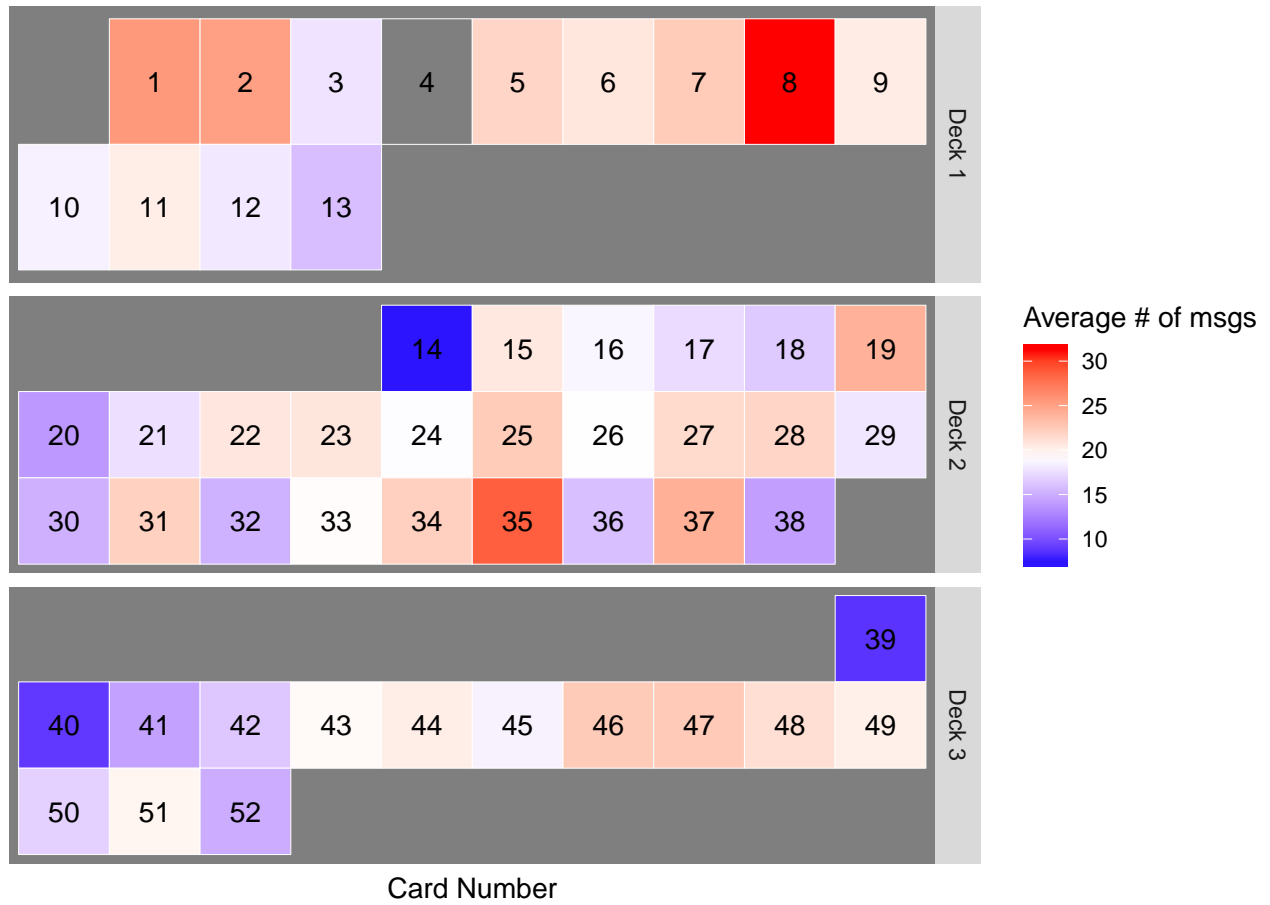 1 2 3 4 5 6 7 8 9
10 11 12 13
Deck 1
14 15 16 17 18 19
20 21 22 23 24 25 26 27 28 29
30 31 32 33 34 35 36 37 38
Deck 2
39
40 41 42 43 44 45 46 47 48 49
50 51 52
Deck 3
Card Number
Average # of msgs
30
25
20
15
10